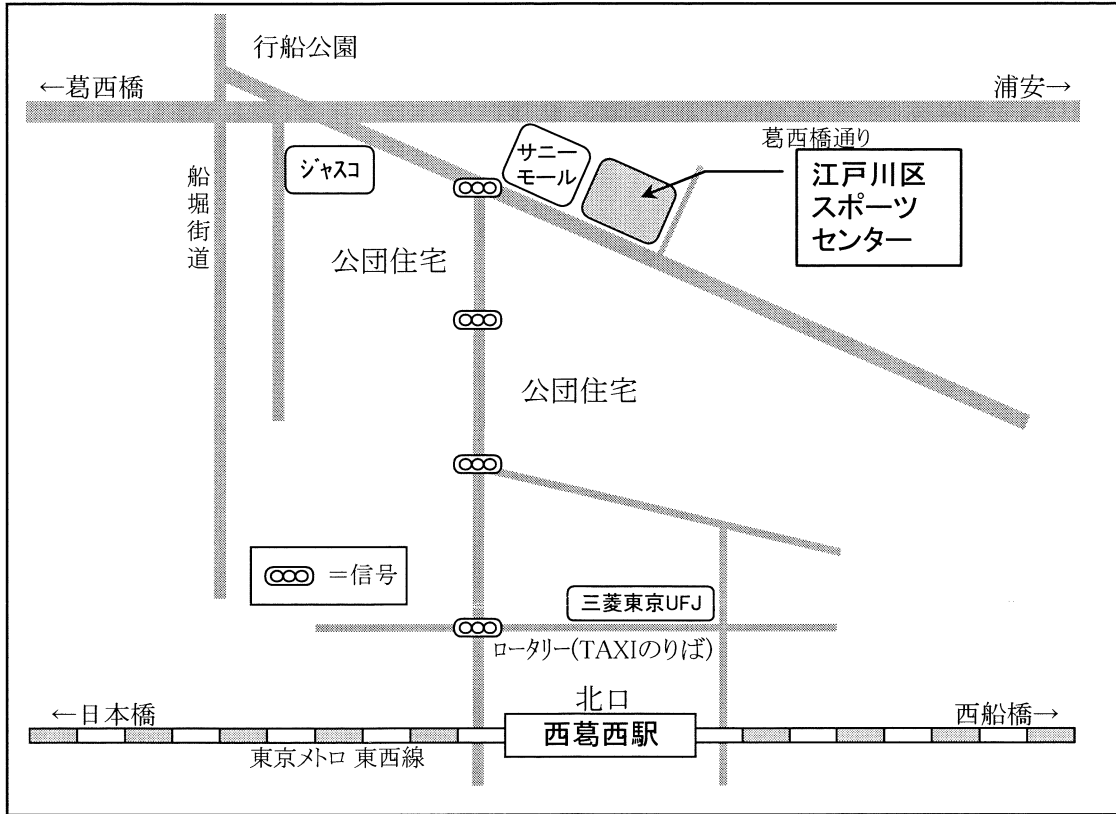 行船公園
←葛西橋
浦安→
葛西橋通り
サニー
モール
ジャスコ
江戸川区
スポーツ
センター
船堀街道
公団住宅
公団住宅
=信号
三菱東京UFJ
ロータリー(TAXIのりば)
北口
←日本橋
西船橋→
西葛西駅
東京メトロ 東西線